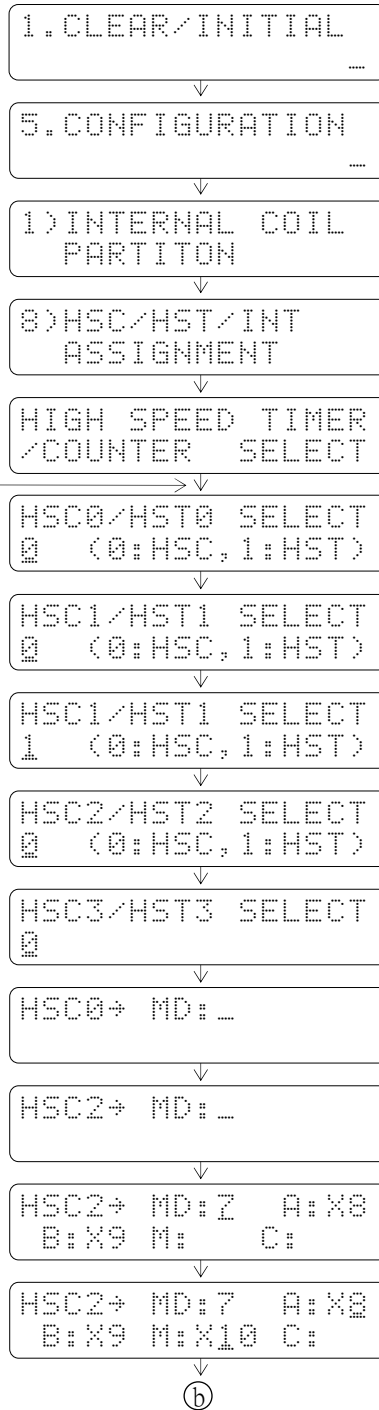 1.CLEAR/INITIAL
_
5.CONFIGURATION
_
1)INTERNAL COIL
PARTITON
8)HSC/HST/INT
ASSIGNMENT
HIGH SPEED TIMER
/COUNTER SELECT
HSC0/HST0 SELECT
0 (0:HSC,1:HST)
HSC1/HST1 SELECT
0 (0:HSC,1:HST)
HSC1/HST1 SELECT
1 (0:HSC,1:HST)
HSC2/HST2 SELECT
0 (0:HSC,1:HST)
HSC3/HST3 SELECT
0
HSC0→ MD:_
HSC2→ MD:_
HSC2→ MD:7 A:X8
B:X9 M: C:
HSC2→ MD:7 A:X8
B:X9 M:X10 C:
b